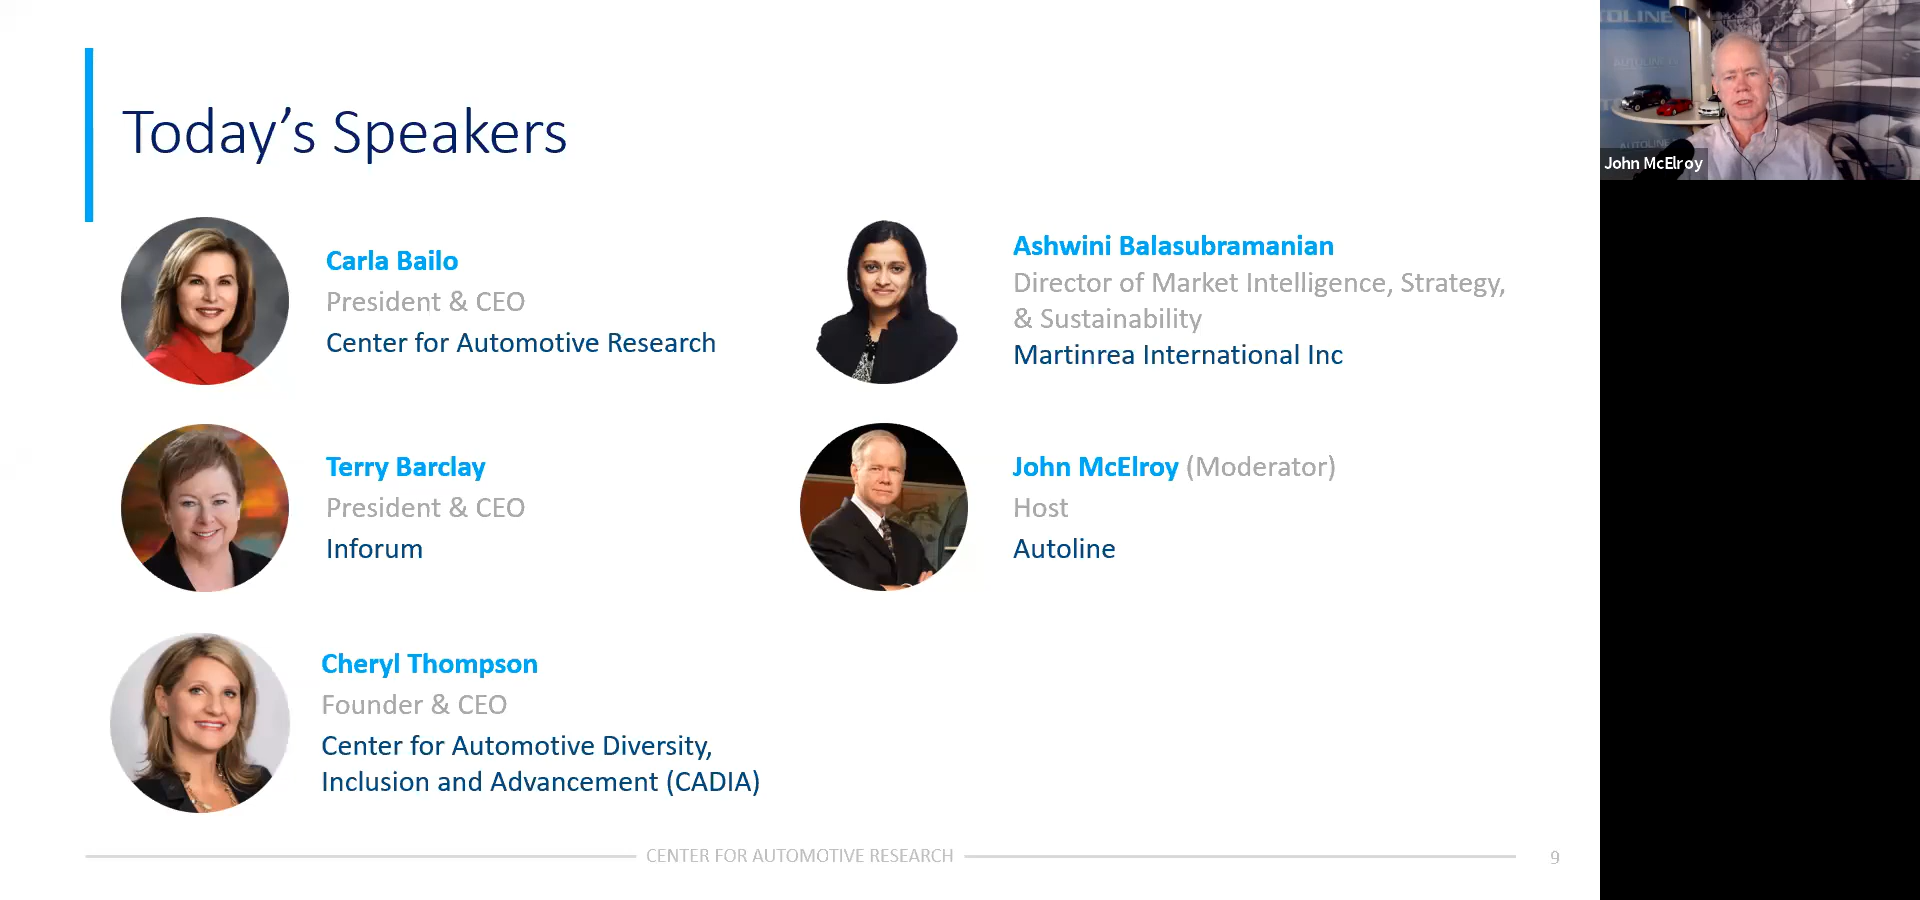 Today's Speakers
Carla Bailo
President & CEO
Center for Automotive Research
Terry Barclay
President & CEO
Inforum
Cheryl Thompson
Founder & CEO
Center for Automotive Diversity,
Inclusion and Advancement (CADIA)
Ashwini Balasubramanian
Director of Market Intelligence, Strategy,
& Sustainability
Martinrea International Inc
John McElroy (Moderator)
Host
Autoline
CENTER FOR AUTOMOTIVE RESEARCH
9
AUTOLINE
John McElroy